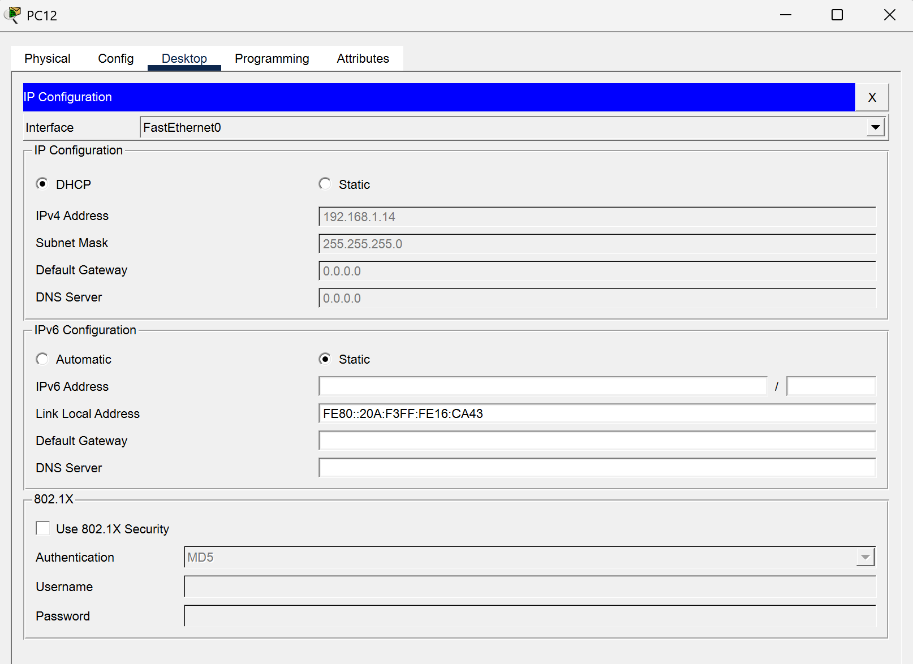 PC12
Physical Config Desktop Programming Attributes
IP Configuration X
Interface FastEthernet0
IP Configuration
DHCP Static
IPv4 Address 192.168.1.14
Subnet Mask 255.255.255.0
Default Gateway 0.0.0.0
DNS Server 0.0.0.0
IPv6 Configuration
Automatic Static
IPv6 Address /
Link Local Address FE80::20A:F3FF:FE16:CA43
Default Gateway
DNS Server
802.1X
Use 802.1X Security
Authentication MD5
Username
Password